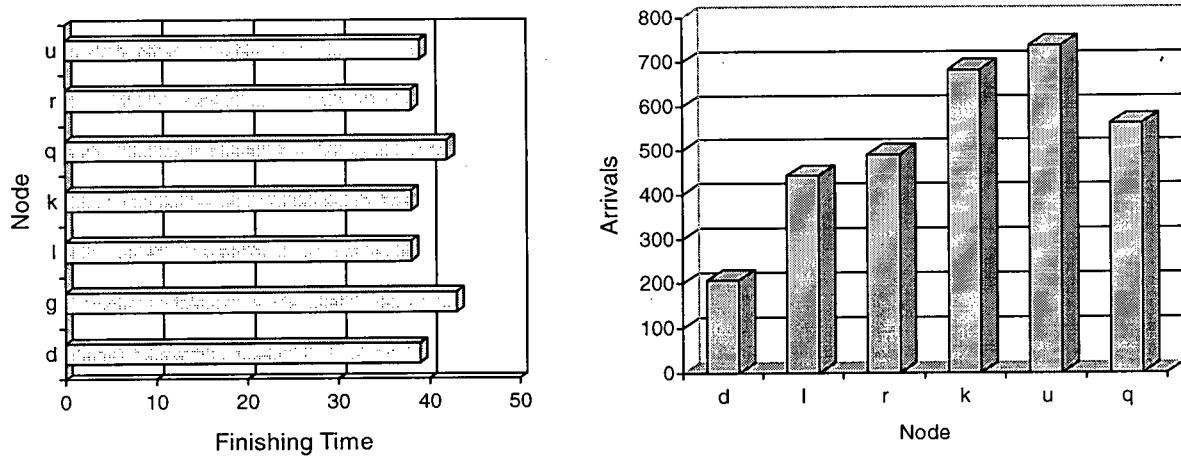 u
r
q
k
l
g
d
Node
0 10 20 30 40 50
Finishing Time
800
700
600
500
400
300
200
100
0
Arrivals
d l r k u q
Node